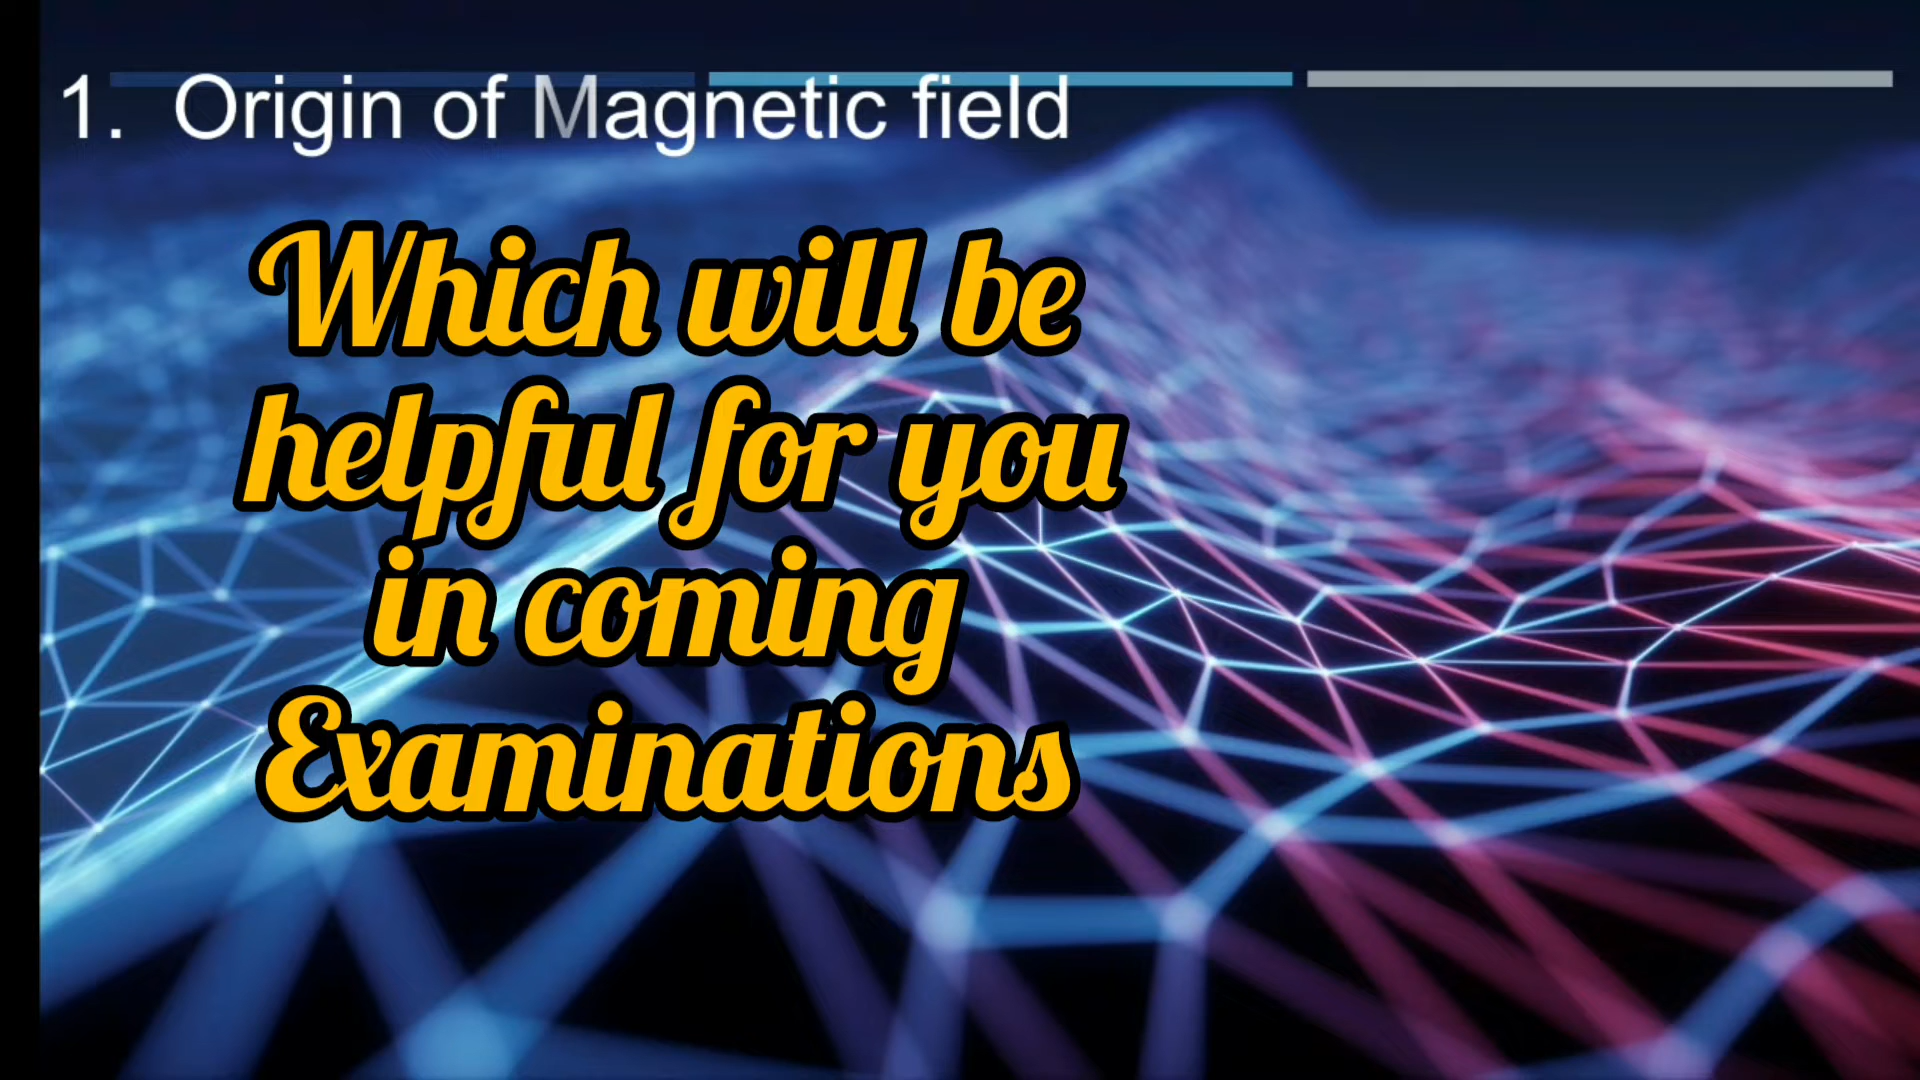 1. Origin of Magnetic field
Which will be
helpful for you
in coming
Examinations